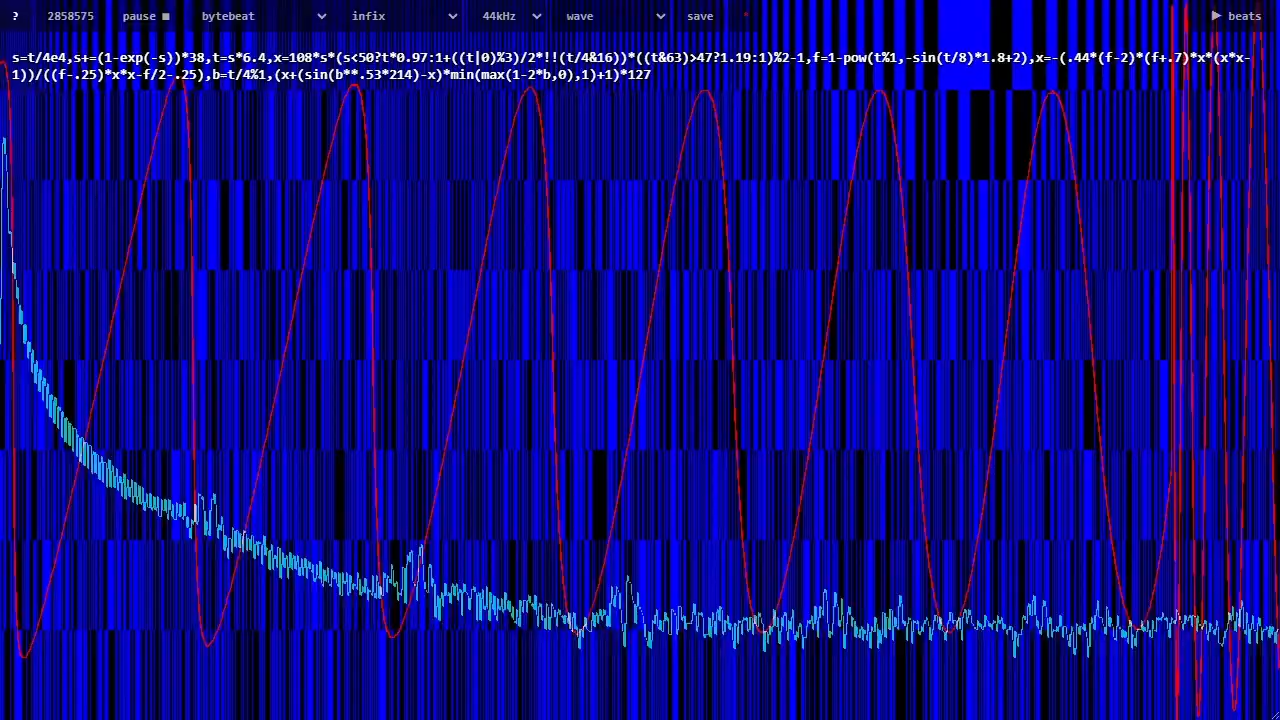 ? 2858575 pause ■ bytebeat infix 44kHz wave save ▶ beats
s=t/4e4,s+=(1-exp(-s))*38,t=s*6.4,x=108*s*(s<50?t*0.97:1+((t|0)%3)/2*!!(t/4&16))*((t&63)>47?1.19:1)%2-1,f=1-pow(t%1,-sin(t/8)*1.8+2),x=-(.44*(f-2)*(f+.7)*x*(x*x-
1))/((f-.25)*x*x-f/2-.25),b=t/4%1,(x+(sin(b**.53*214)-x)*min(max(1-2*b,0),1)+1)*127